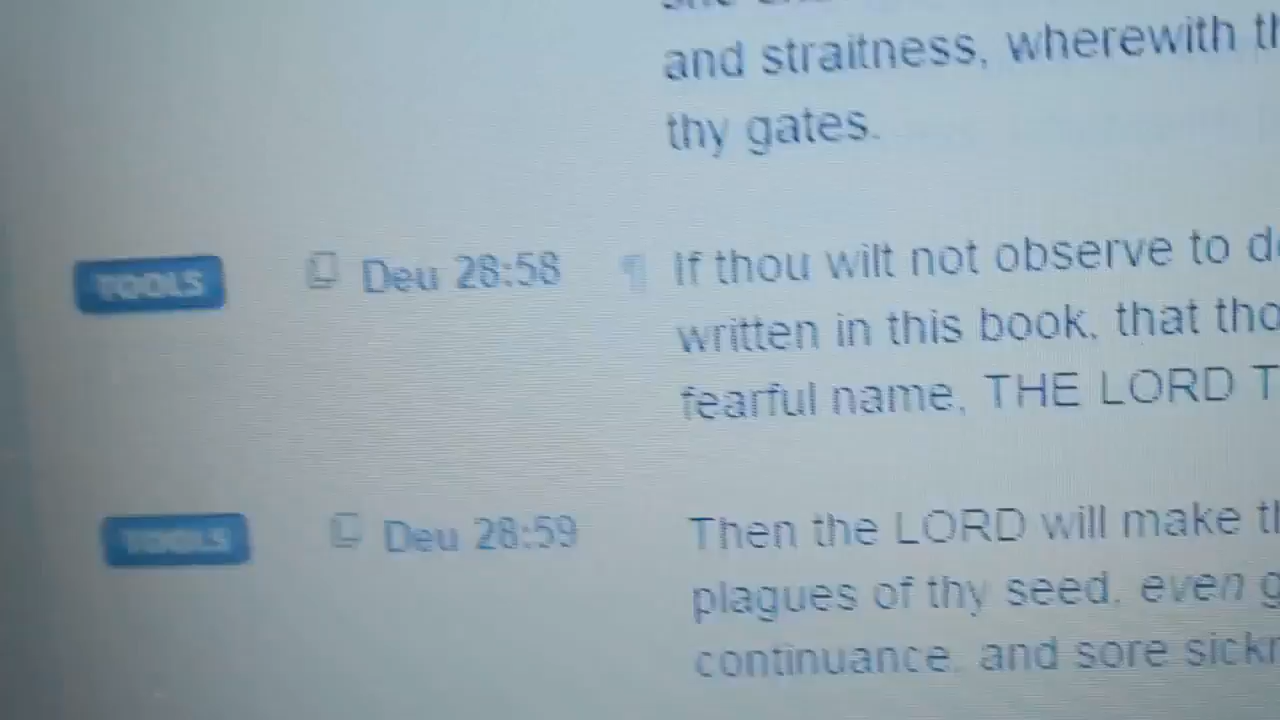 and straitness, wherewith
thy gates.
TOOLS Deu 28:58 ¶ If thou wilt not observe to
written in this book, that
fearful name, THE LORD
TOOLS Deu 28:59 Then the LORD will make
plagues of thy seed, even
continuance, and sore